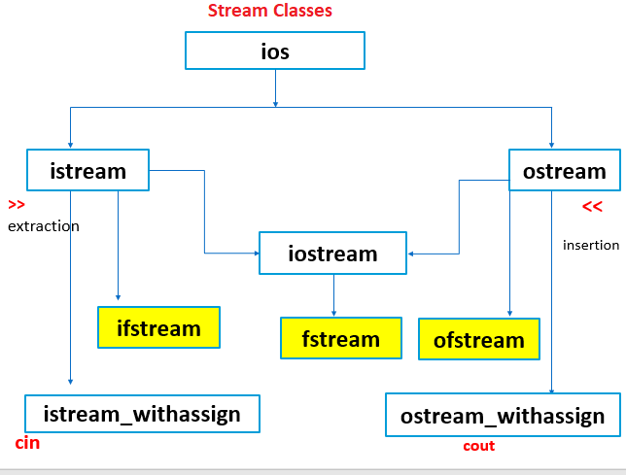 Stream Classes
ios
istream
ostream
>>
<<
extraction
insertion
iostream
ifstream
fstream
ofstream
istream_withassign
ostream_withassign
cin
cout